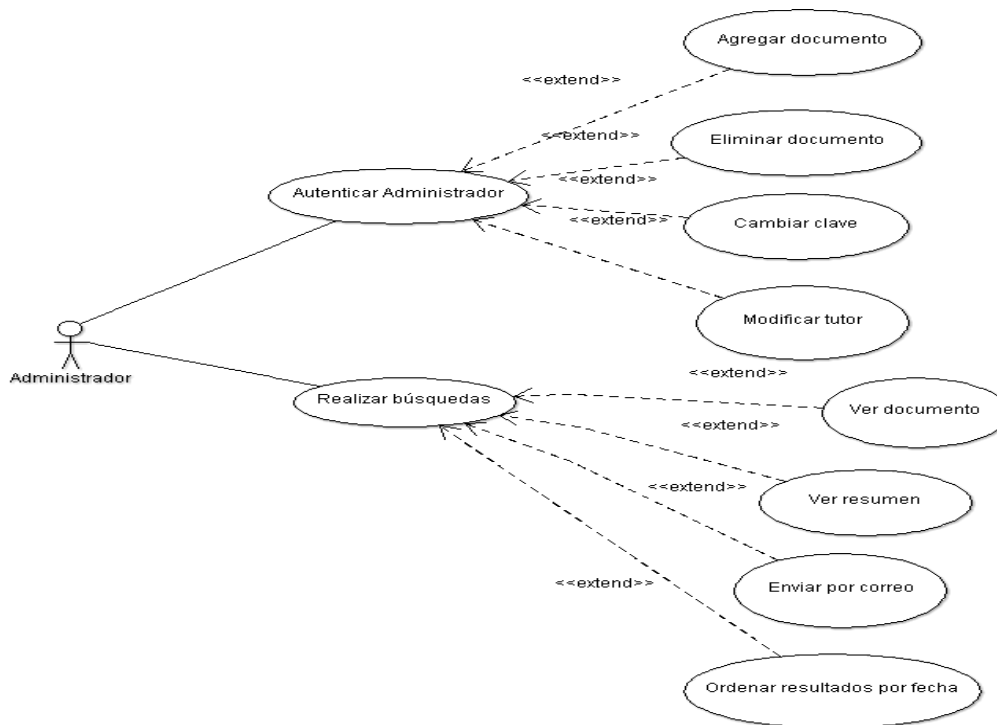 Agregar documento
<<extend>>
<<extend>>
Eliminar documento
<<extend>>
Autenticar Administrador
<<extend>>
Cambiar clave
Modificar tutor
Administrador
<<extend>>
Realizar búsquedas
Ver documento
<<extend>>
<<extend>>
Ver resumen
<<extend>>
Enviar por correo
Ordenar resultados por fecha